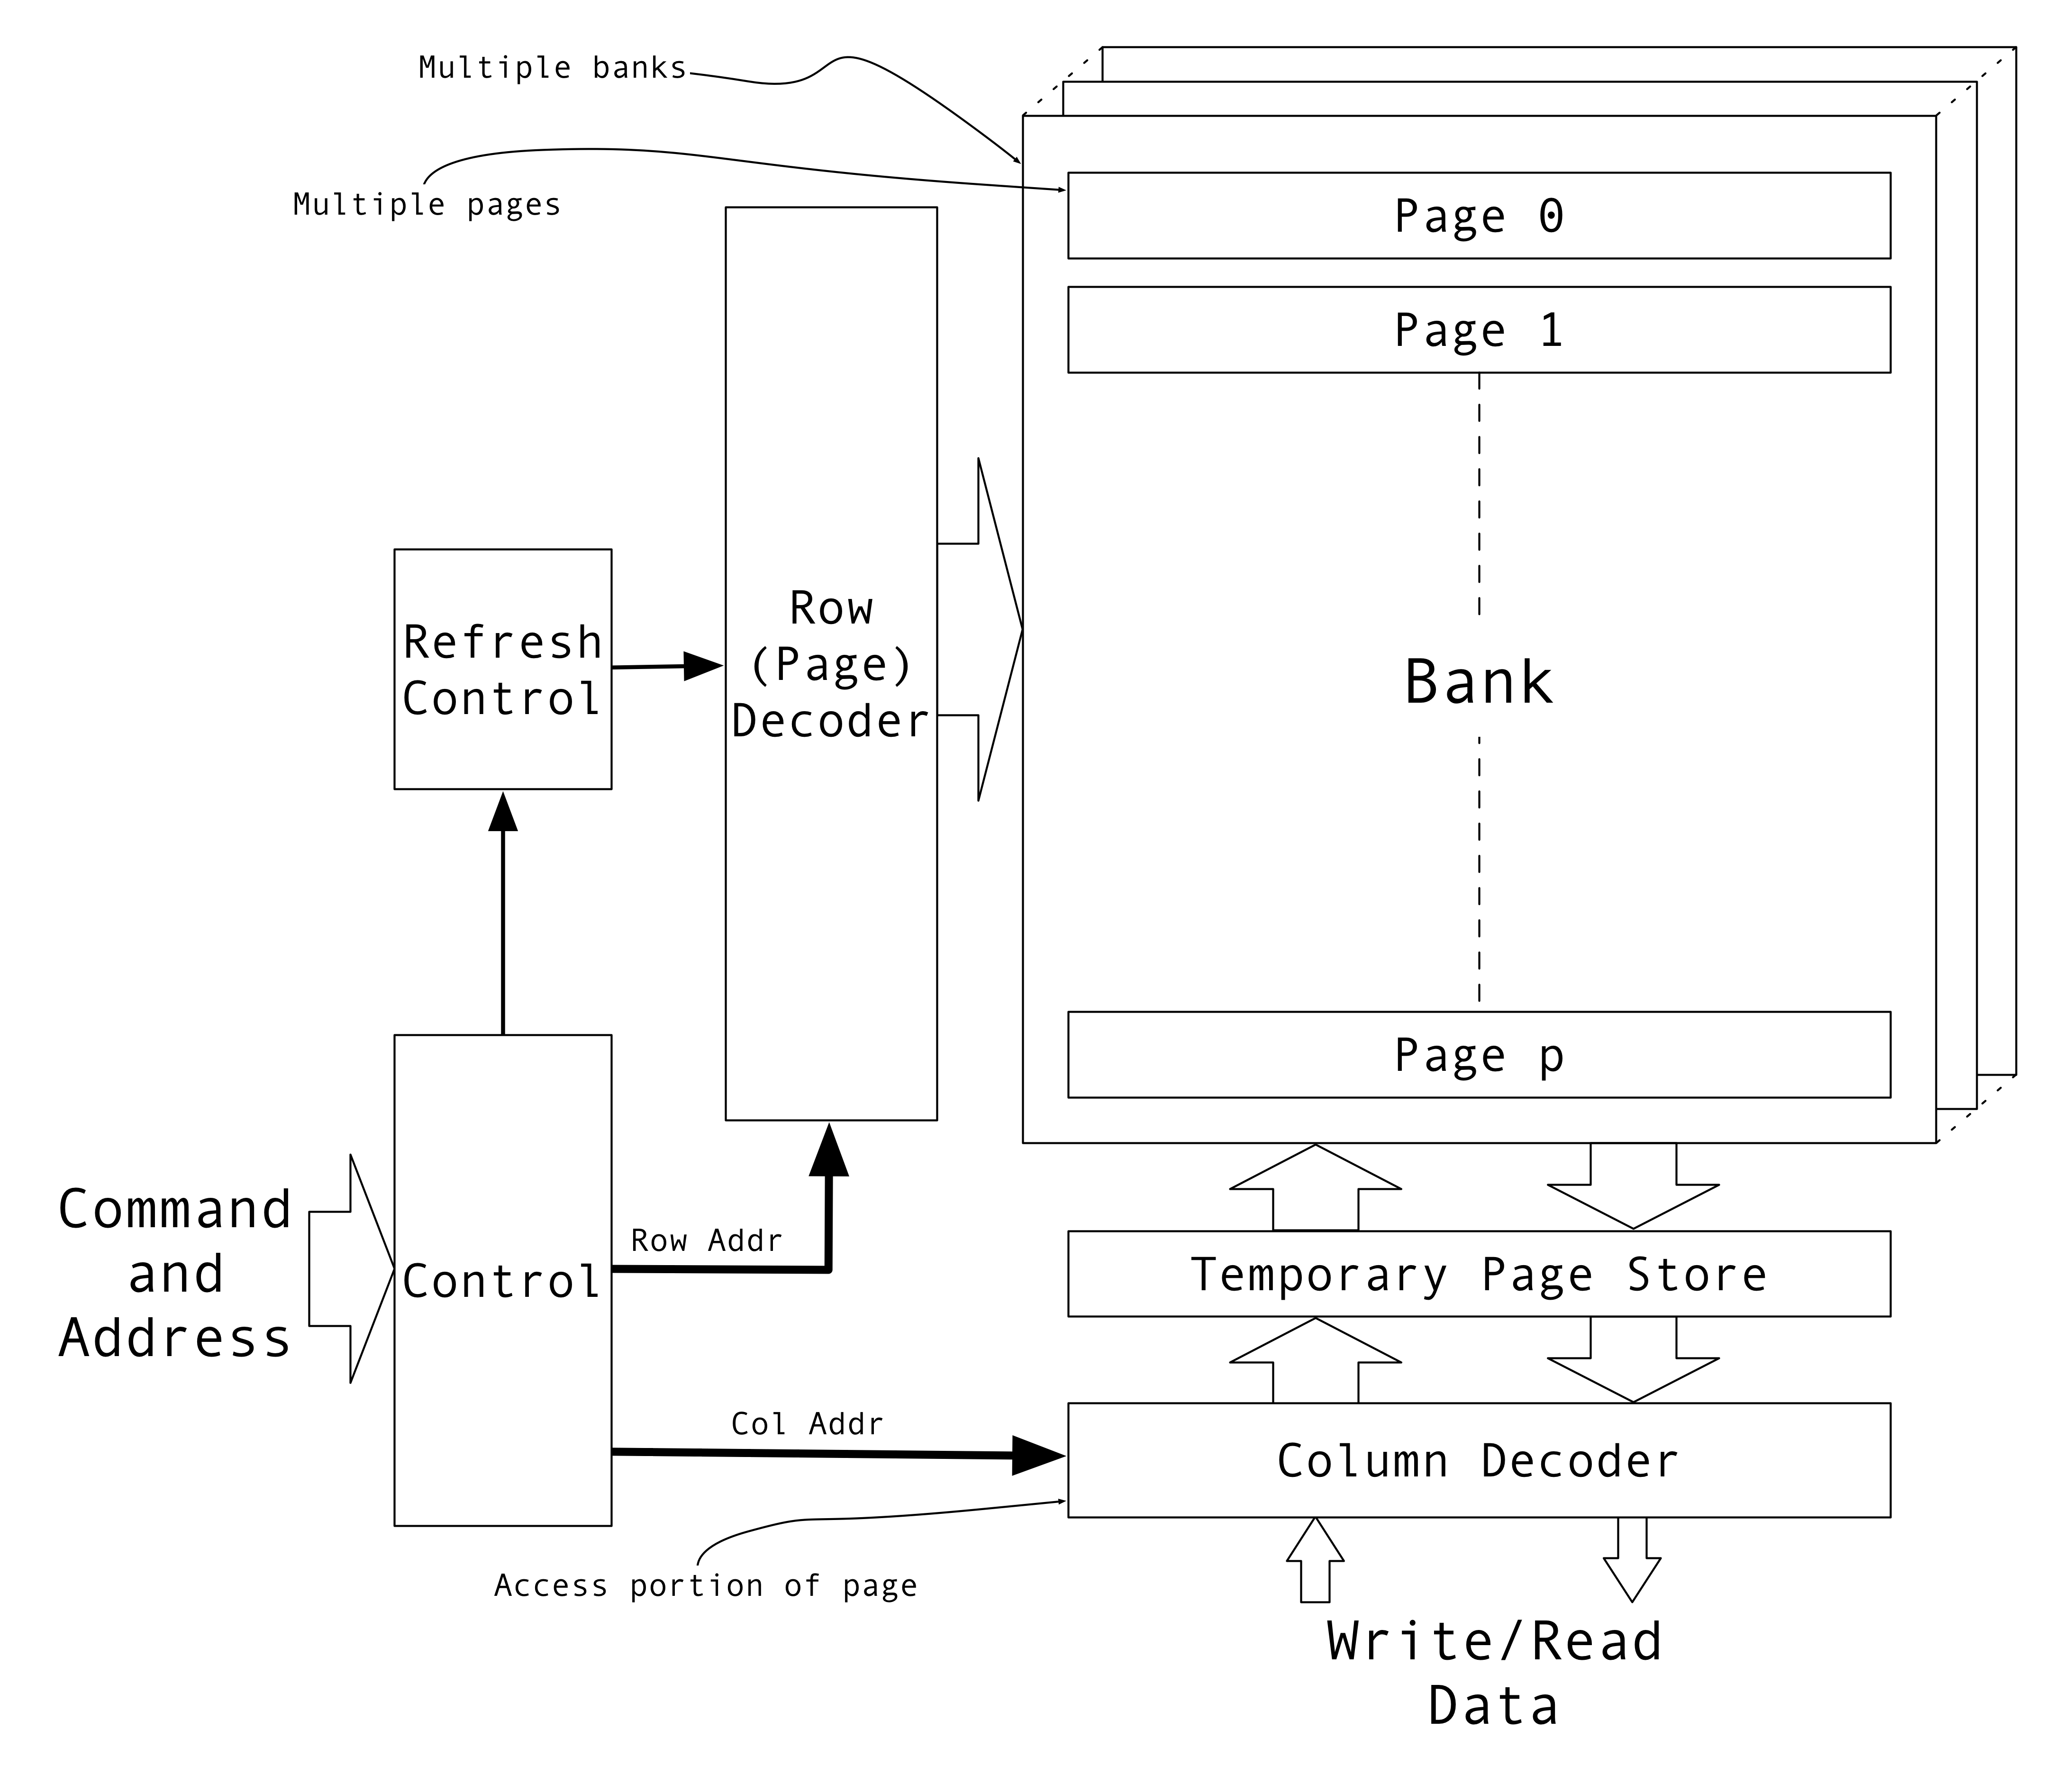 Multiple banks
Multiple pages
Page 0
Page 1
Row
(Page)
Decoder
Refresh
Control
Bank
Page p
Command
and
Address
Control
Row Addr
Temporary Page Store
Col Addr
Column Decoder
Access portion of page
Write/Read
Data